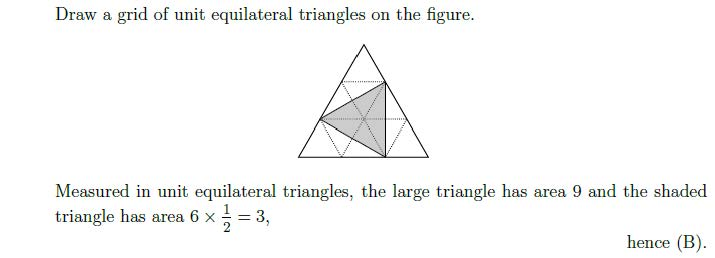 Draw a grid of unit equilateral triangles on the figure.
Measured in unit equilateral triangles, the large triangle has area 9 and the shaded
triangle has area 6 × 1/2 = 3,
hence (B).